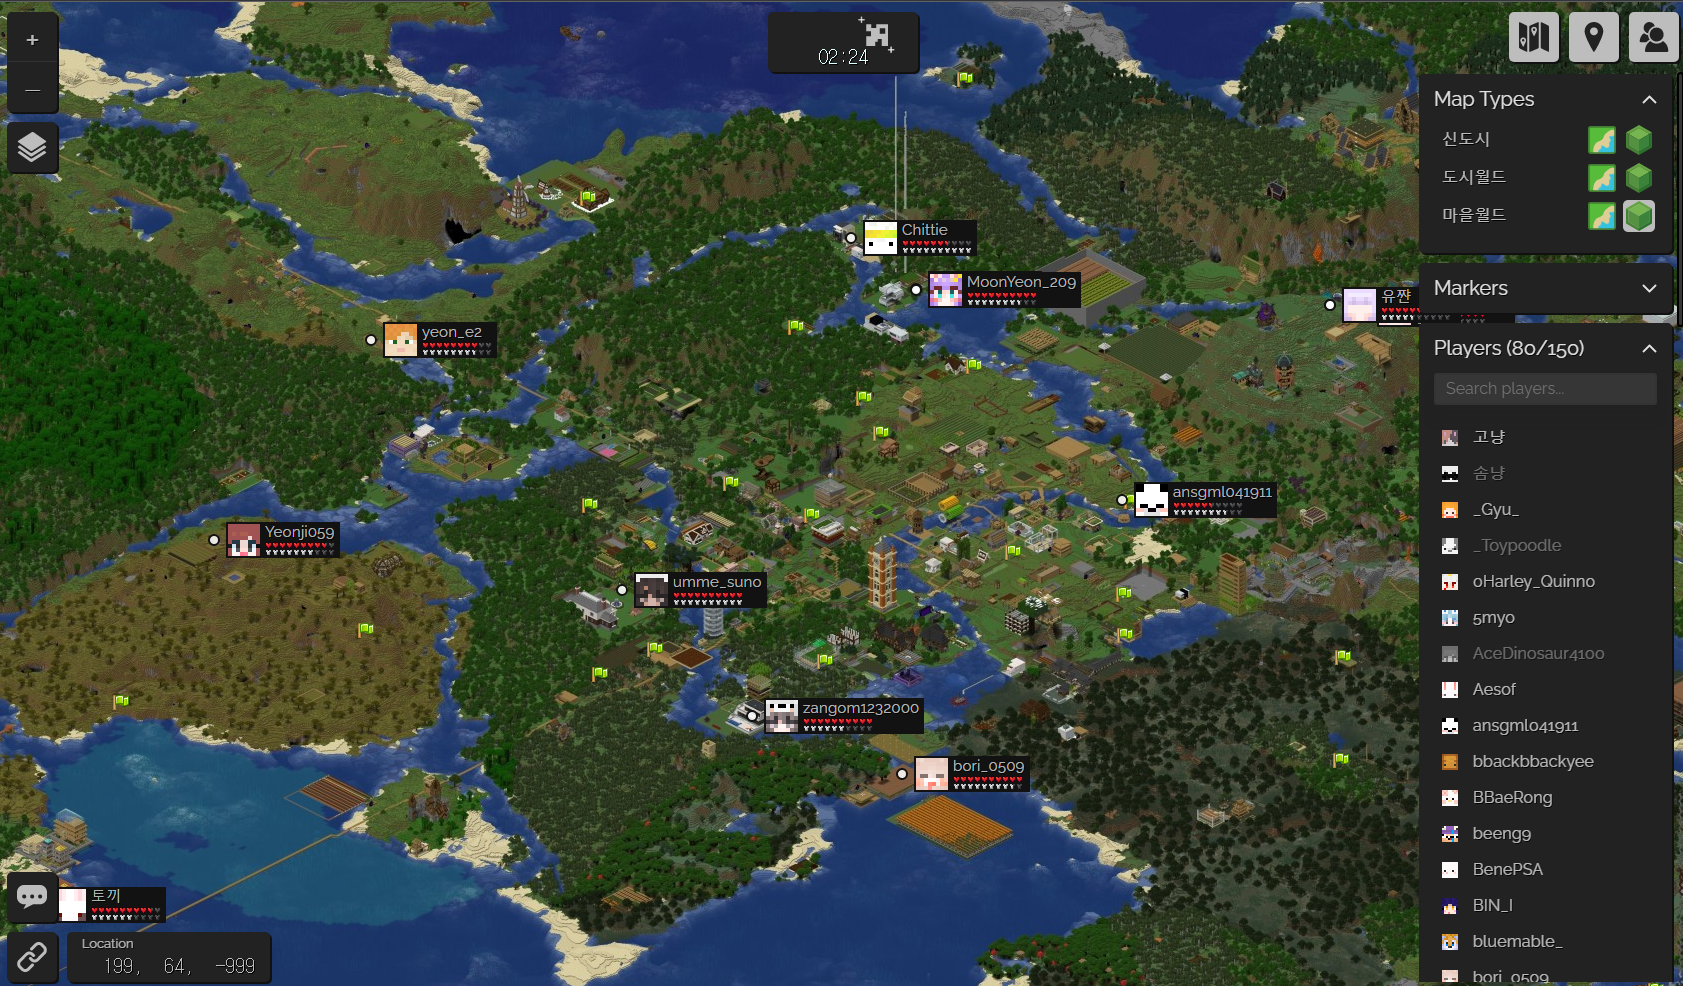 02:24
Chittie
MoonYeon_209
유쨘
yeon_e2
ansgml041911
Yeonji059
umme_suno
zangom1232000
bori_0509
토끼
Location
199, 64, -999
Map Types
신도시
도시월드
마을월드
Markers
Players (80/150)
Search players...
고냥
솜냥
_Gyu_
_Toypoodle
oHarley_Quinno
5myo
AceDinosaur4100
Aesof
ansgml041911
bbackbbackyee
BBaeRong
beeng9
BenePSA
BIN_I
bluemable_
bori_0509